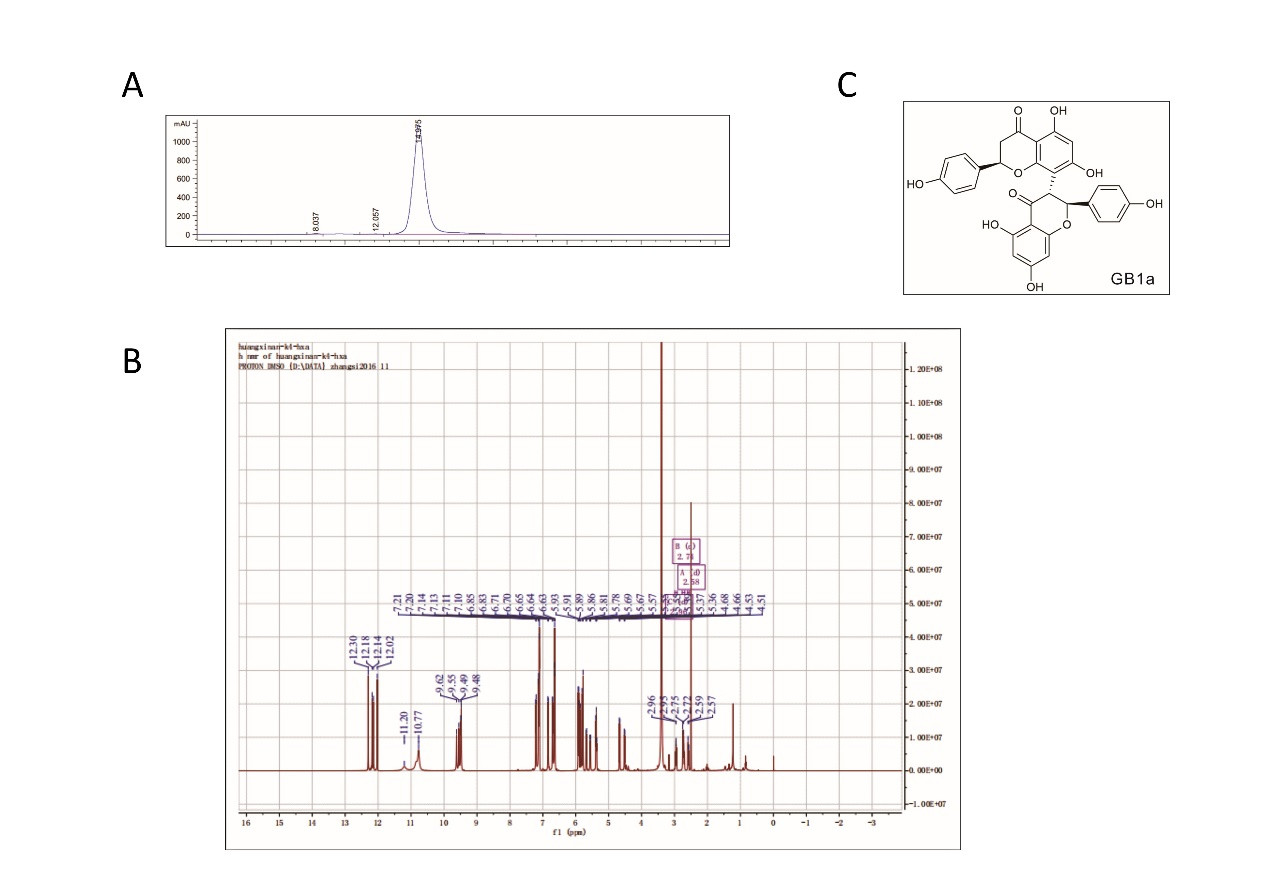 A
mAU
1000
800
600
400
200
0
8.037
12.057
14.975
C
O
OH
HO
O
OH
O
OH
HO
O
OH
GB1a
B
huangxinan-k4-hxa
h nmr of huangxinan-k4-hxa
PROTON DMSO {D:\DATA} zhangsi2016 11
1.20E+08
1.10E+08
1.00E+08
9.00E+07
8.00E+07
7.00E+07
6.00E+07
5.00E+07
4.00E+07
3.00E+07
2.00E+07
1.00E+07
0.00E+00
-1.00E+07
B (d)
2.74
A (d)
2.58
7.21
7.20
7.14
7.13
7.11
7.10
6.85
6.83
6.71
6.70
6.65
6.64
6.63
5.93
5.91
5.89
5.86
5.81
5.78
5.69
5.67
5.57
5.37
5.36
4.68
4.66
4.53
4.51
12.30
12.18
12.14
12.02
11.20
10.77
9.62
9.55
9.49
9.48
2.96
2.93
2.75
2.72
2.59
2.57
16 15 14 13 12 11 10 9 8 7 6 5 4 3 2 1 0 -1 -2 -3
f1 (ppm)